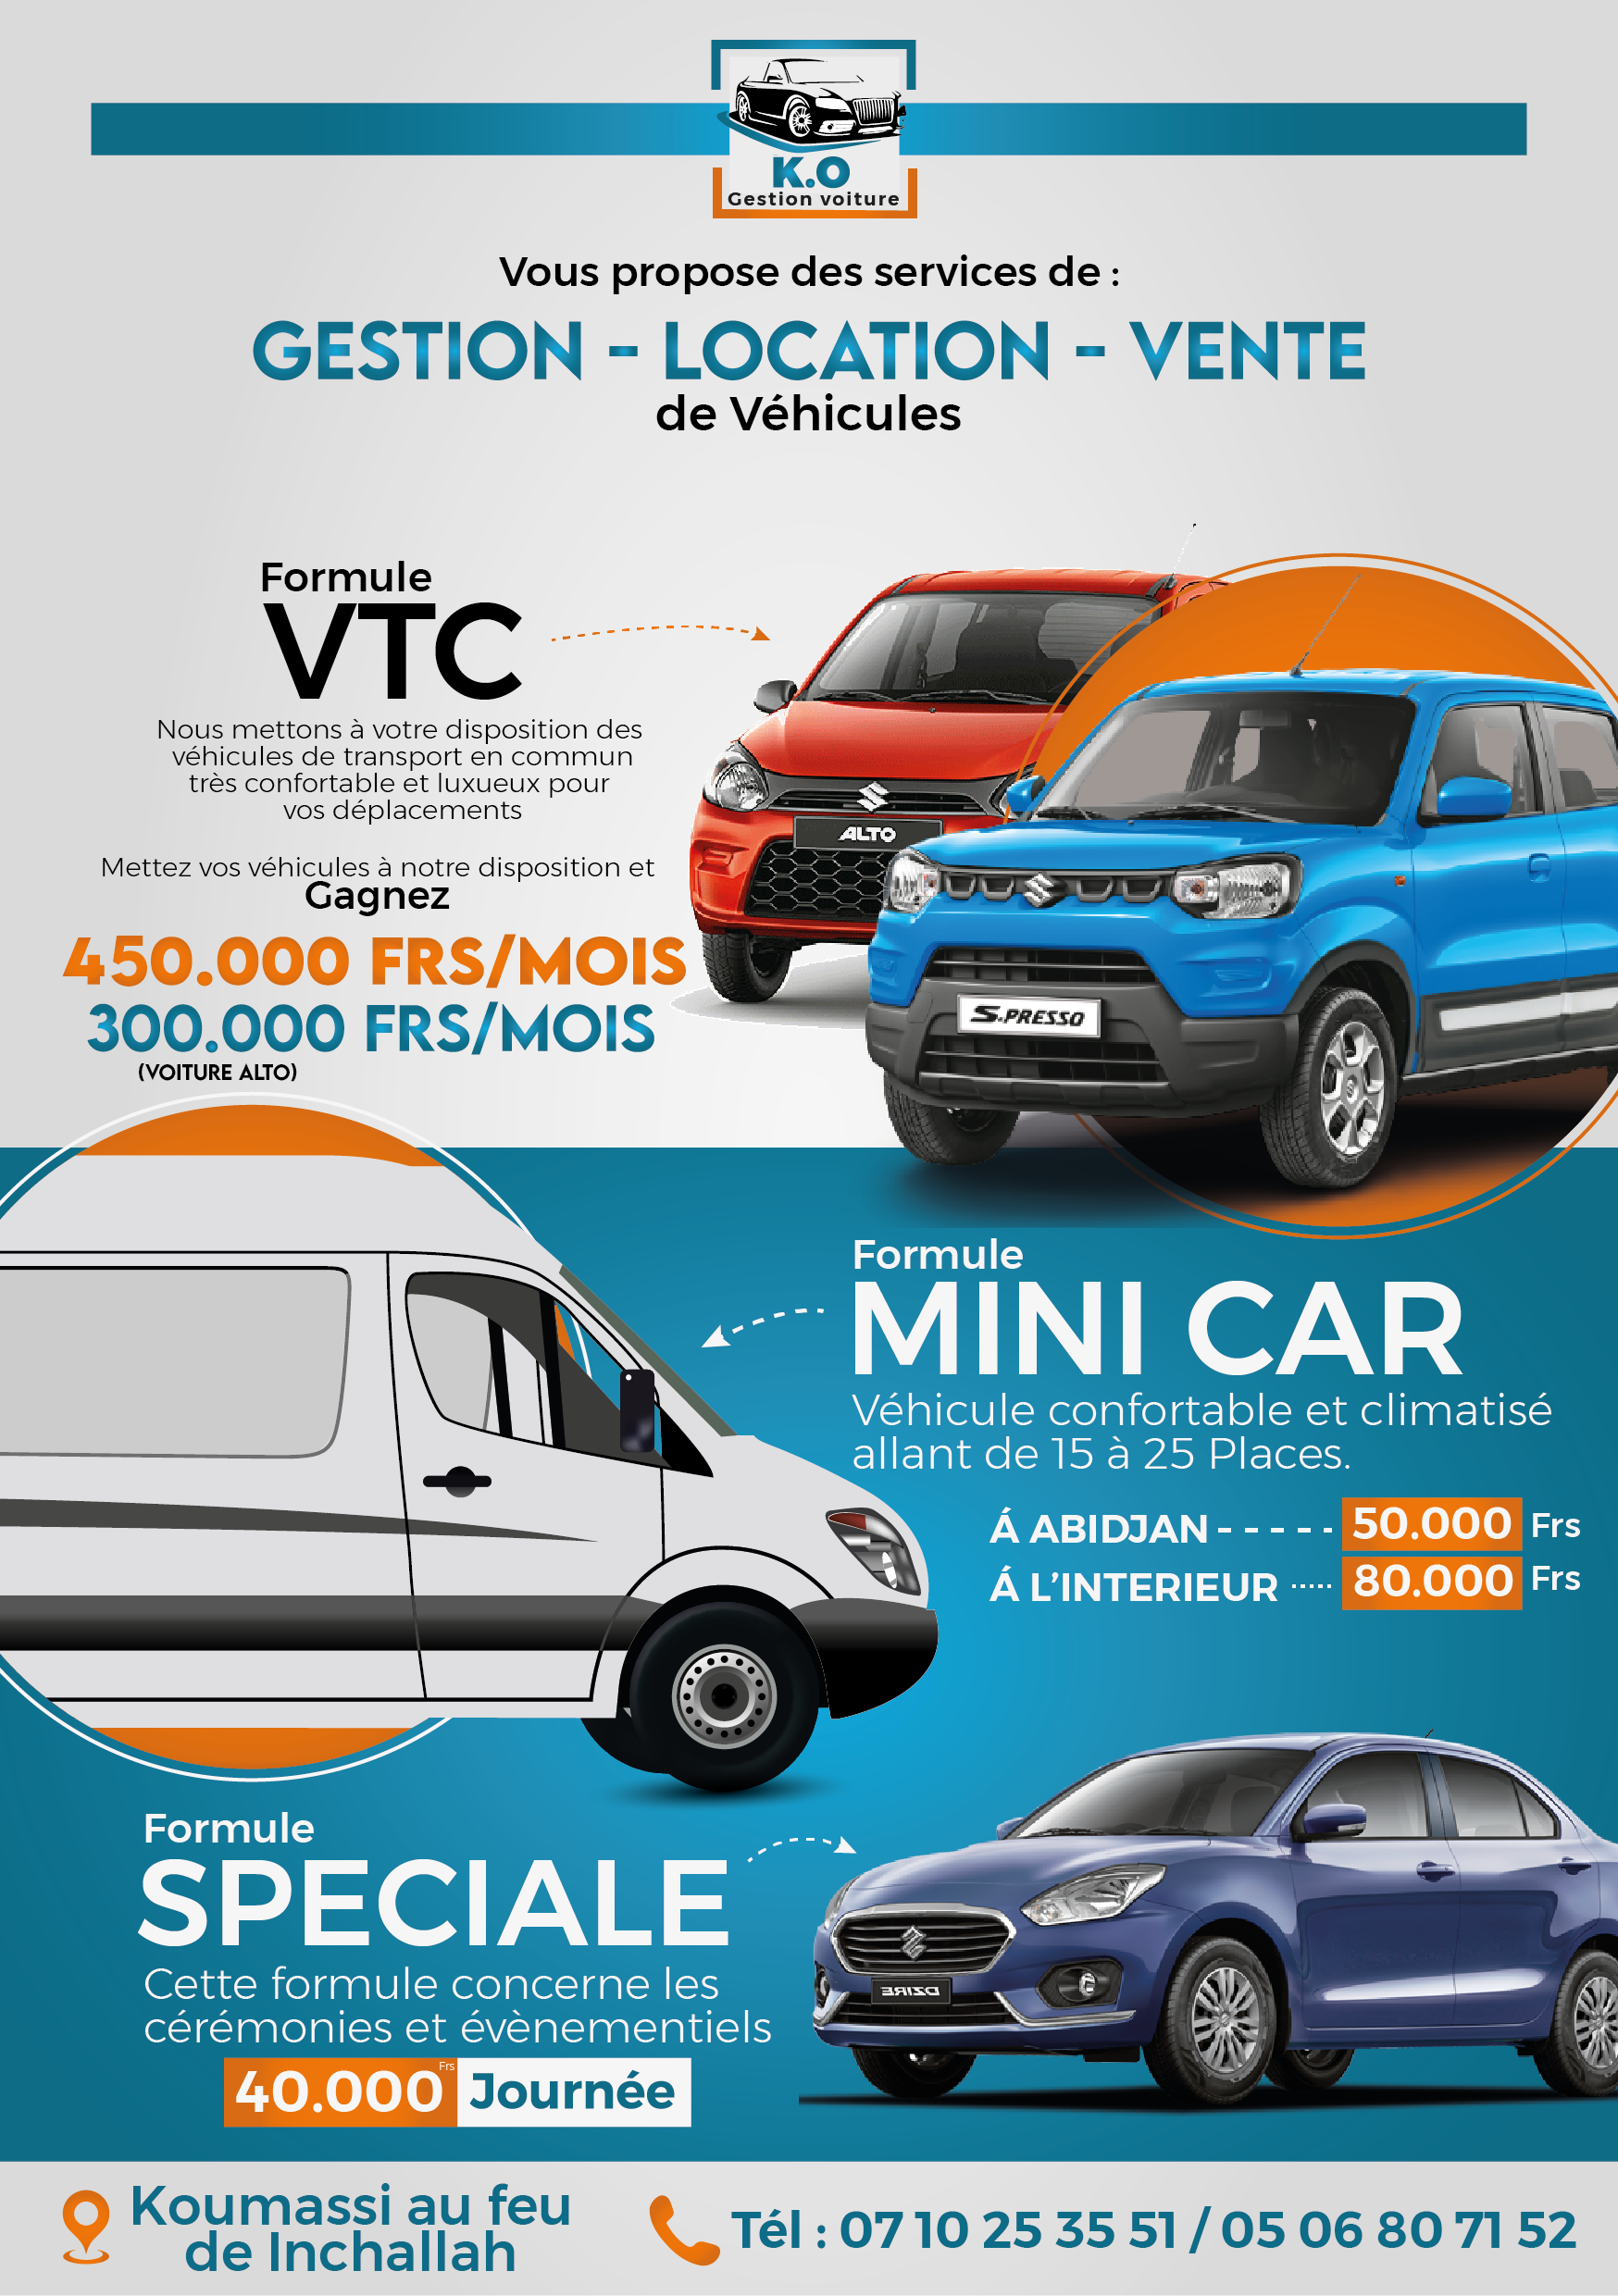 K.O
Gestion voiture
Vous propose des services de :
GESTION - LOCATION - VENTE
de Véhicules
Formule
VTC
Nous mettons à votre disposition des
véhicules de transport en commun
très confortable et luxueux pour
vos déplacements
Mettez vos véhicules à notre disposition et
Gagnez
450.000 FRS/MOIS
300.000 FRS/MOIS
(VOITURE ALTO)
ALTO
S.PRESSO
Formule
MINI CAR
Véhicule confortable et climatisé
allant de 15 à 25 Places.
Á ABIDJAN - - - - - - 50.000 Frs
Á L'INTERIEUR ..... 80.000 Frs
Formule
SPECIALE
Cette formule concerne les
cérémonies et évènementiels
40.000 Frs Journée
DZIRE
Koumassi au feu
de Inchallah
Tél : 07 10 25 35 51 / 05 06 80 71 52